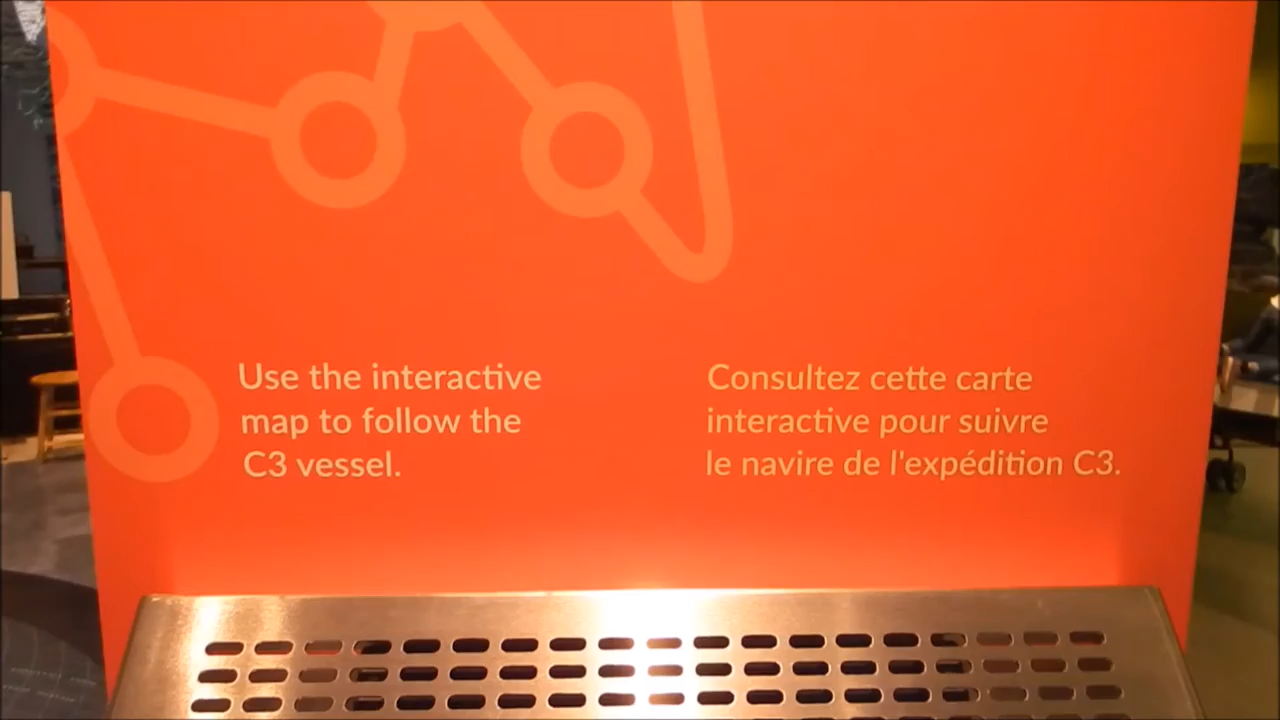 Use the interactive
map to follow the
C3 vessel.
Consultez cette carte
interactive pour suivre
le navire de l'expédition C3.